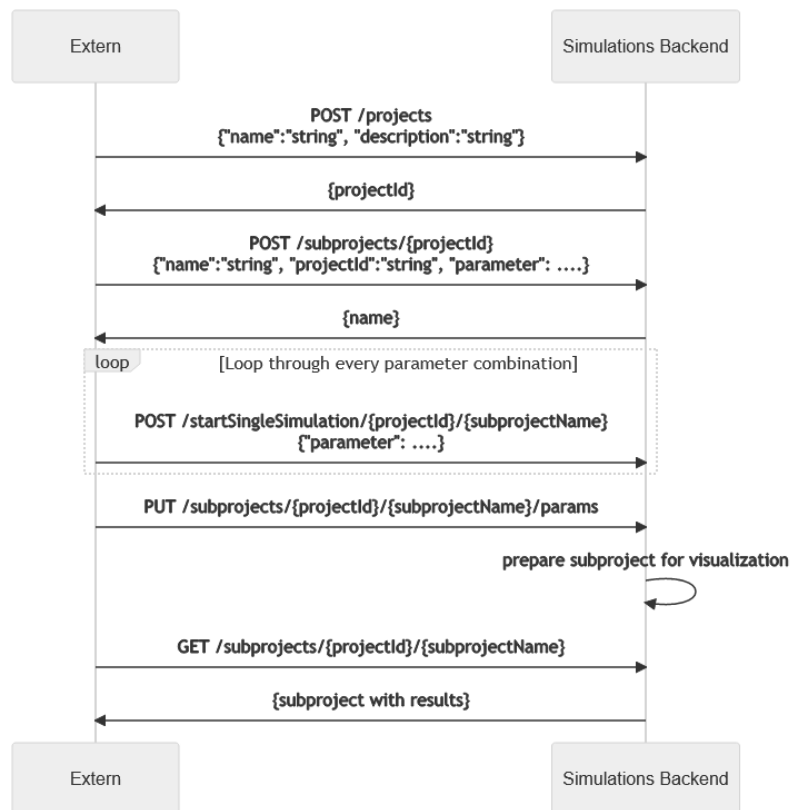 Extern
Simulations Backend
POST /projects
{"name":"string", "description":"string"}
{projectId}
POST /subprojects/{projectId}
{"name":"string", "projectId":"string", "parameter": ....}
{name}
loop
[Loop through every parameter combination]
POST /startSingleSimulation/{projectId}/{subprojectName}
{"parameter": ....}
PUT /subprojects/{projectId}/{subprojectName}/params
prepare subproject for visualization
GET /subprojects/{projectId}/{subprojectName}
{subproject with results}
Extern
Simulations Backend